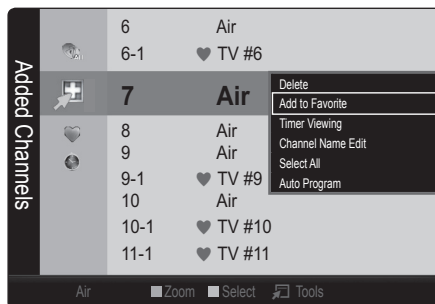 Added Channels
6 Air
6-1 ♥ TV #6
7 Air
8 Air
9 Air
9-1 ♥ TV #9
10 Air
10-1 ♥ TV #10
11-1 ♥ TV #11
Delete
Add to Favorite
Timer Viewing
Channel Name Edit
Select All
Auto Program
Air Zoom Select Tools